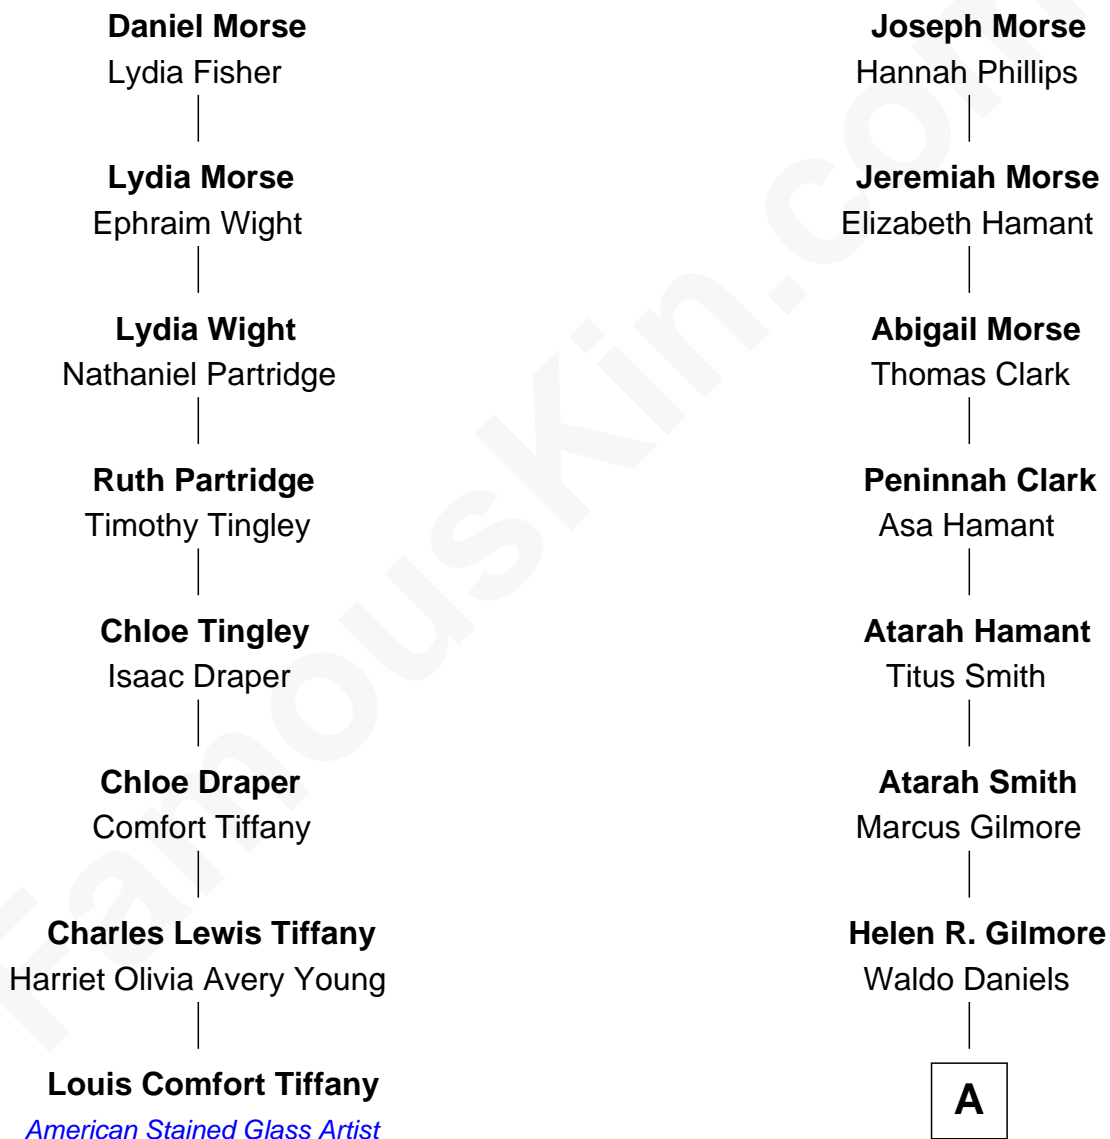 Daniel Morse
Lydia Fisher
Lydia Morse
Ephraim Wight
Lydia Wight
Nathaniel Partridge
Ruth Partridge
Timothy Tingley
Chloe Tingley
Isaac Draper
Chloe Draper
Comfort Tiffany
Charles Lewis Tiffany
Harriet Olivia Avery Young
Louis Comfort Tiffany
American Stained Glass Artist
Joseph Morse
Hannah Phillips
Jeremiah Morse
Elizabeth Hamant
Abigail Morse
Thomas Clark
Peninnah Clark
Asa Hamant
Atarah Hamant
Titus Smith
Atarah Smith
Marcus Gilmore
Helen R. Gilmore
Waldo Daniels
A
FamousKin.com